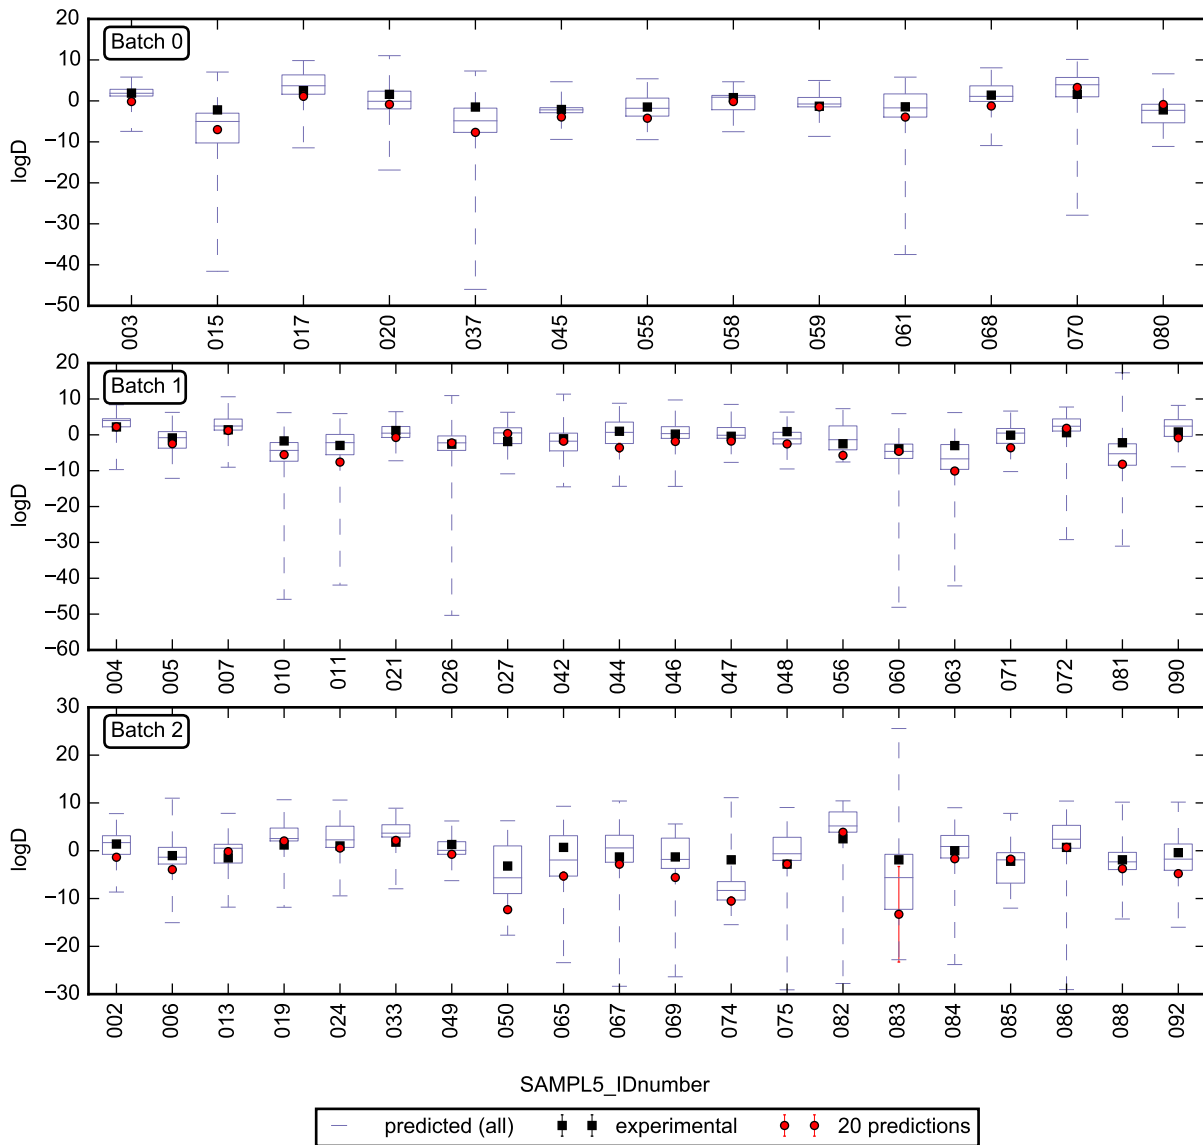 20
10
0
−10
−20
−30
−40
−50
logD
Batch 0
003 015 017 020 037 045 055 058 059 061 068 070 080
20
10
0
−10
−20
−30
−40
−50
−60
logD
Batch 1
004 005 007 010 011 021 026 027 042 044 046 047 048 056 060 063 071 072 081 090
30
20
10
0
−10
−20
−30
logD
Batch 2
002 006 013 019 024 033 049 050 065 067 069 074 075 082 083 084 085 086 088 092
SAMPL5_IDnumber
predicted (all) experimental 20 predictions